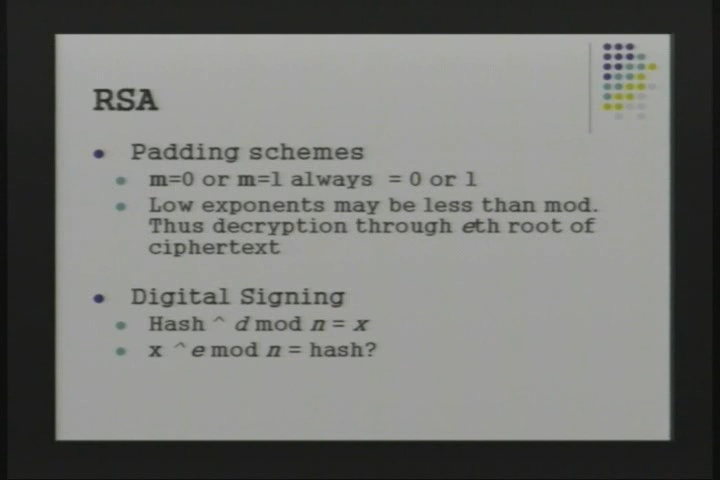 RSA
Padding schemes
m=0 or m=1 always = 0 or 1
Low exponents may be less than mod.
Thus decryption through eth root of
ciphertext
Digital Signing
Hash ^ d mod n = x
x ^ e mod n = hash?